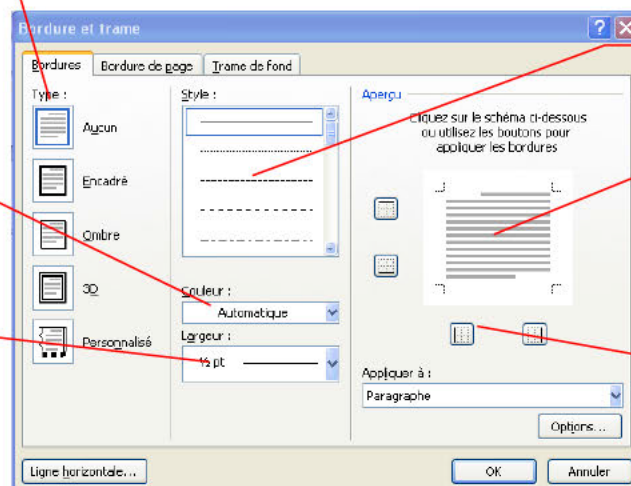 Bordure et trame
Bordures
Bordure de page
Trame de fond
Type :
Aucun
Encadré
Ombre
3D
Personnalisé
Style :
Couleur :
Automatique
Largeur :
½ pt
Aperçu
Cliquez sur le schéma ci-dessous
ou utilisez les boutons pour
appliquer les bordures
Appliquer à :
Paragraphe
Options...
Ligne horizontale...
OK
Annuler